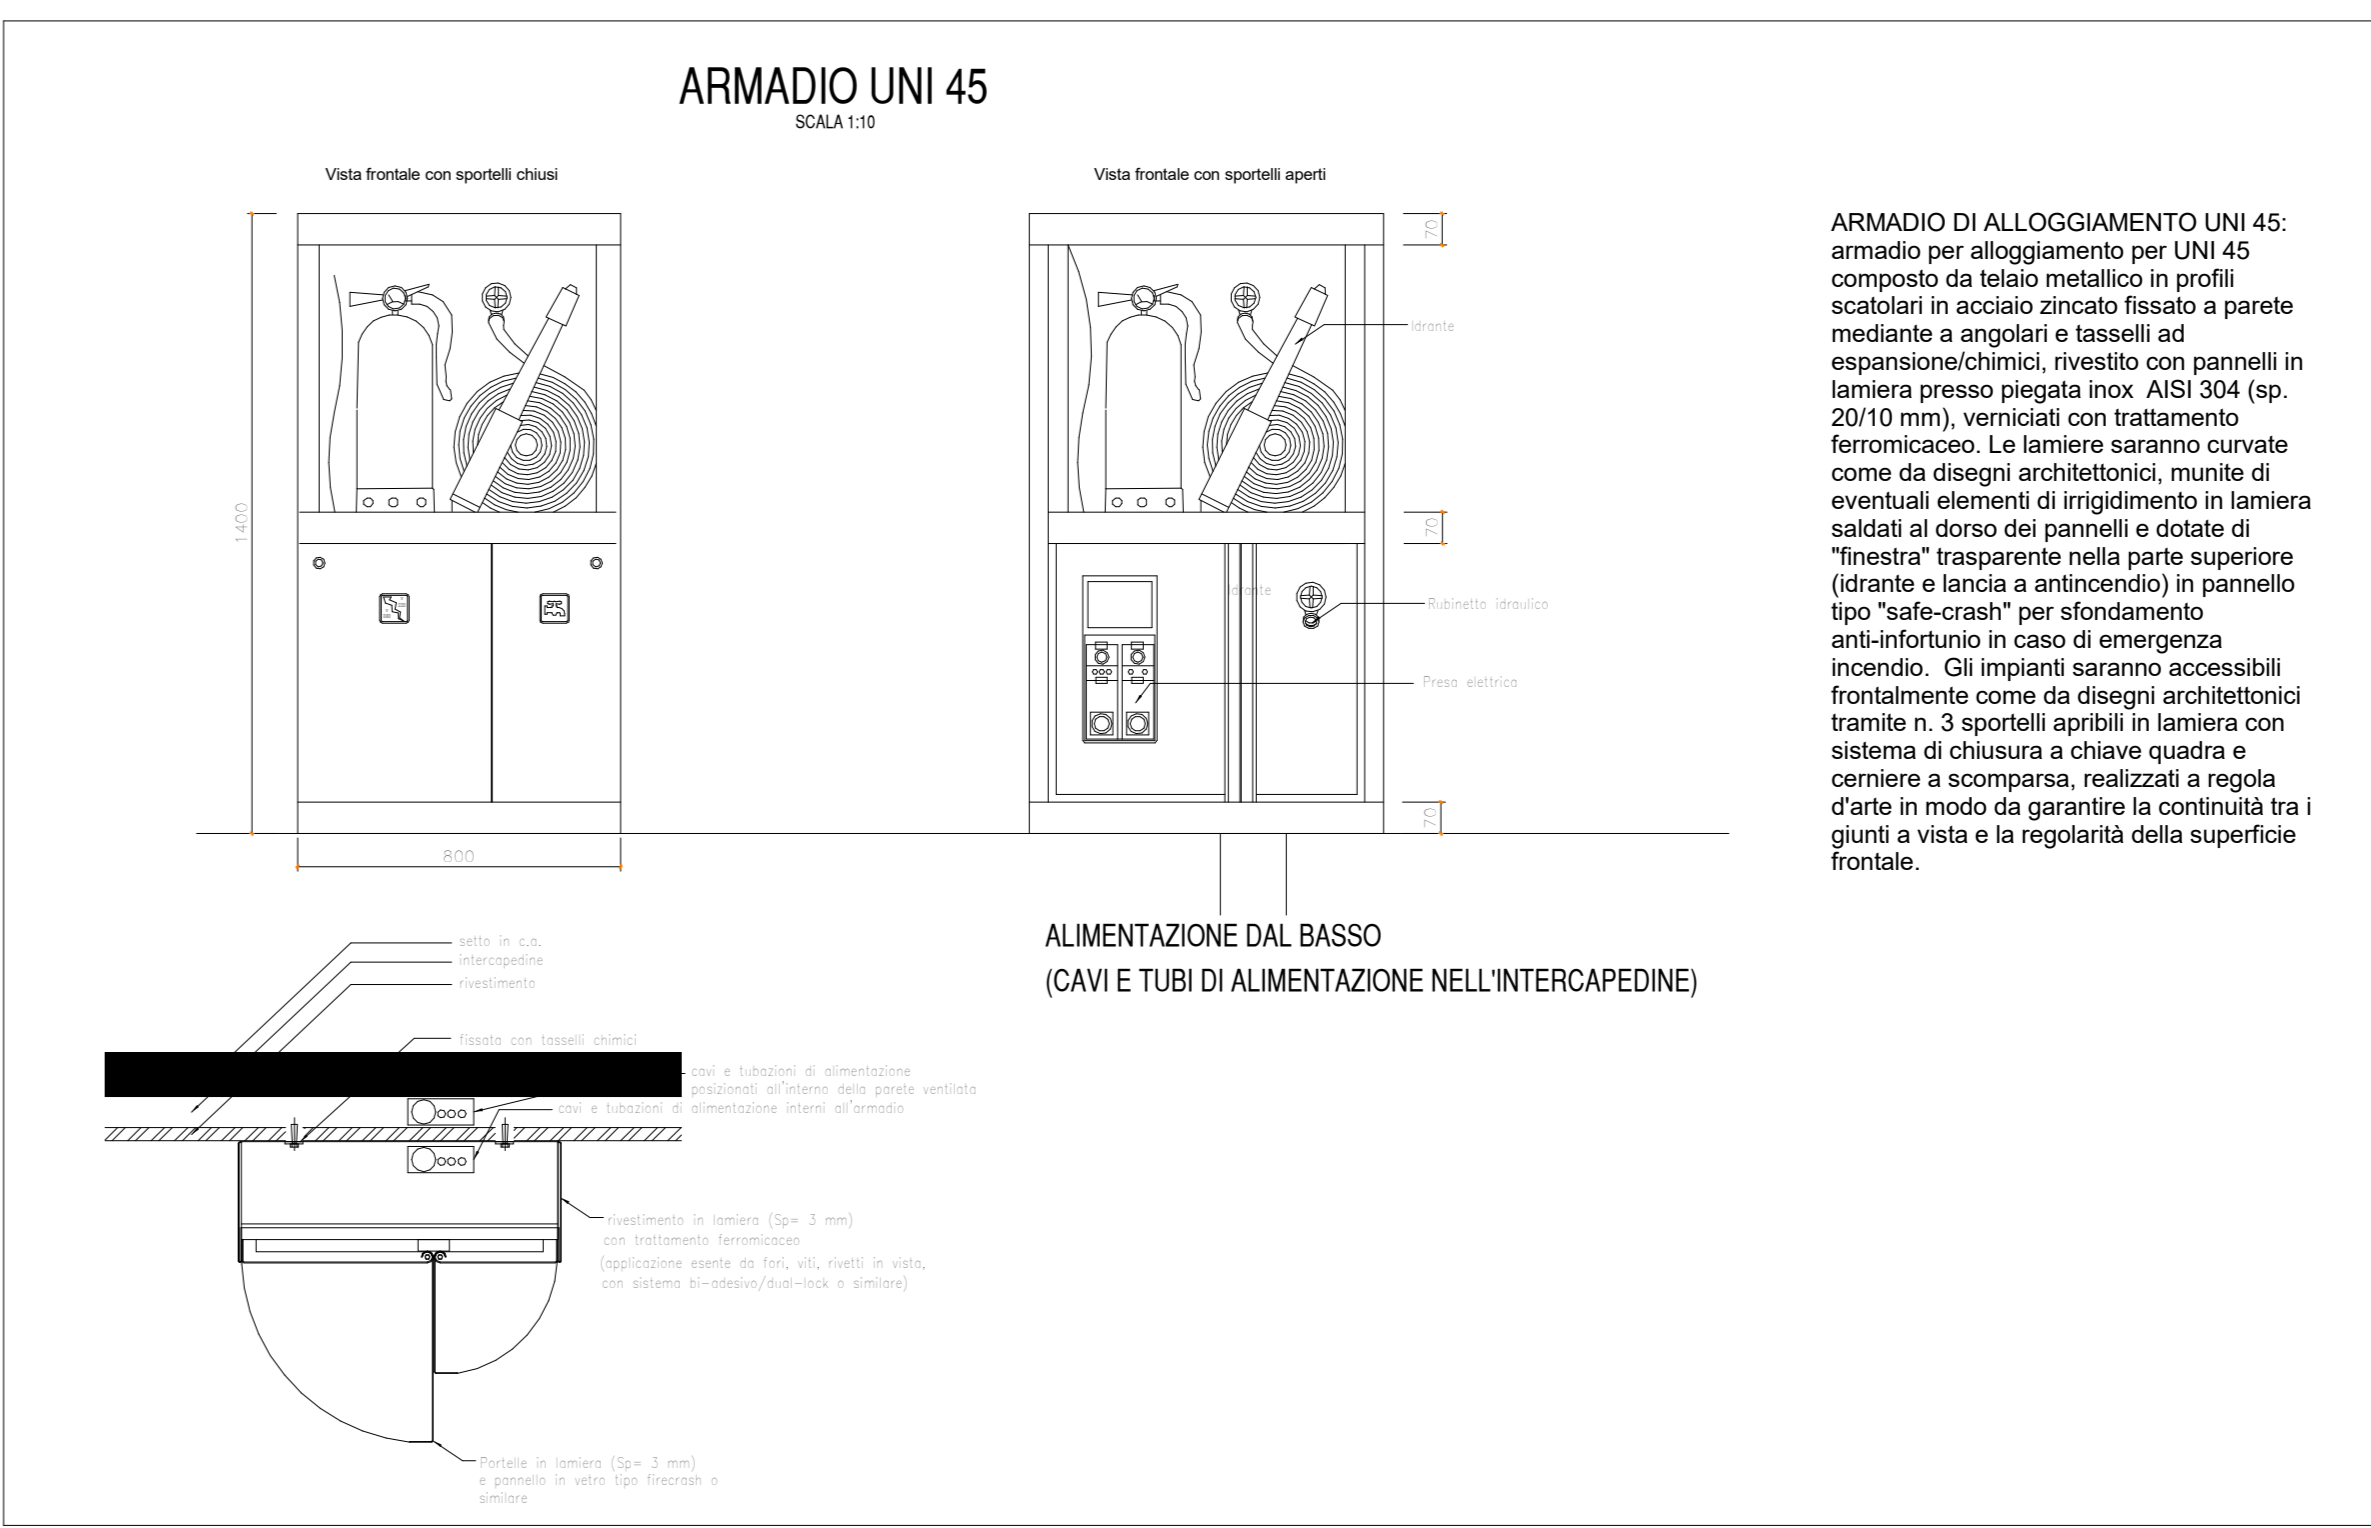 ARMADIO UNI 45
SCALA 1:10
Vista frontale con sportelli chiusi
Vista frontale con sportelli aperti
1400
800
70
70
70
Idrante
Idrante
Rubinetto idraulico
Presa elettrica
ALIMENTAZIONE DAL BASSO
(CAVI E TUBI DI ALIMENTAZIONE NELL'INTERCAPEDINE)
ARMADIO DI ALLOGGIAMENTO UNI 45:
armadio per alloggiamento per UNI 45
composto da telaio metallico in profili
scatolari in acciaio zincato fissato a parete
mediante a angolari e tasselli ad
espansione/chimici, rivestito con pannelli in
lamiera presso piegata inox  AISI 304 (sp.
20/10 mm), verniciati con trattamento
ferromicaceo. Le lamiere saranno curvate
come da disegni architettonici, munite di
eventuali elementi di irrigidimento in lamiera
saldati al dorso dei pannelli e dotate di
"finestra" trasparente nella parte superiore
(idrante e lancia a antincendio) in pannello
tipo "safe-crash" per sfondamento
anti-infortunio in caso di emergenza
incendio.  Gli impianti saranno accessibili
frontalmente come da disegni architettonici
tramite n. 3 sportelli apribili in lamiera con
sistema di chiusura a chiave quadra e
cerniere a scomparsa, realizzati a regola
d'arte in modo da garantire la continuità tra i
giunti a vista e la regolarità della superficie
frontale.
setto in c.a.
intercapedine
rivestimento
fissata con tasselli chimici
cavi e tubazioni di alimentazione
posizionati all'interno della parete ventilata
cavi e tubazioni di alimentazione interni all'armadio
rivestimento in lamiera (Sp= 3 mm)
con trattamento ferromicaceo
(applicazione esente da fori, viti, rivetti in vista,
con sistema bi-adesivo/dual-lock o similare)
Portelle in lamiera (Sp= 3 mm)
e pannello in vetro tipo firecrash o
similare